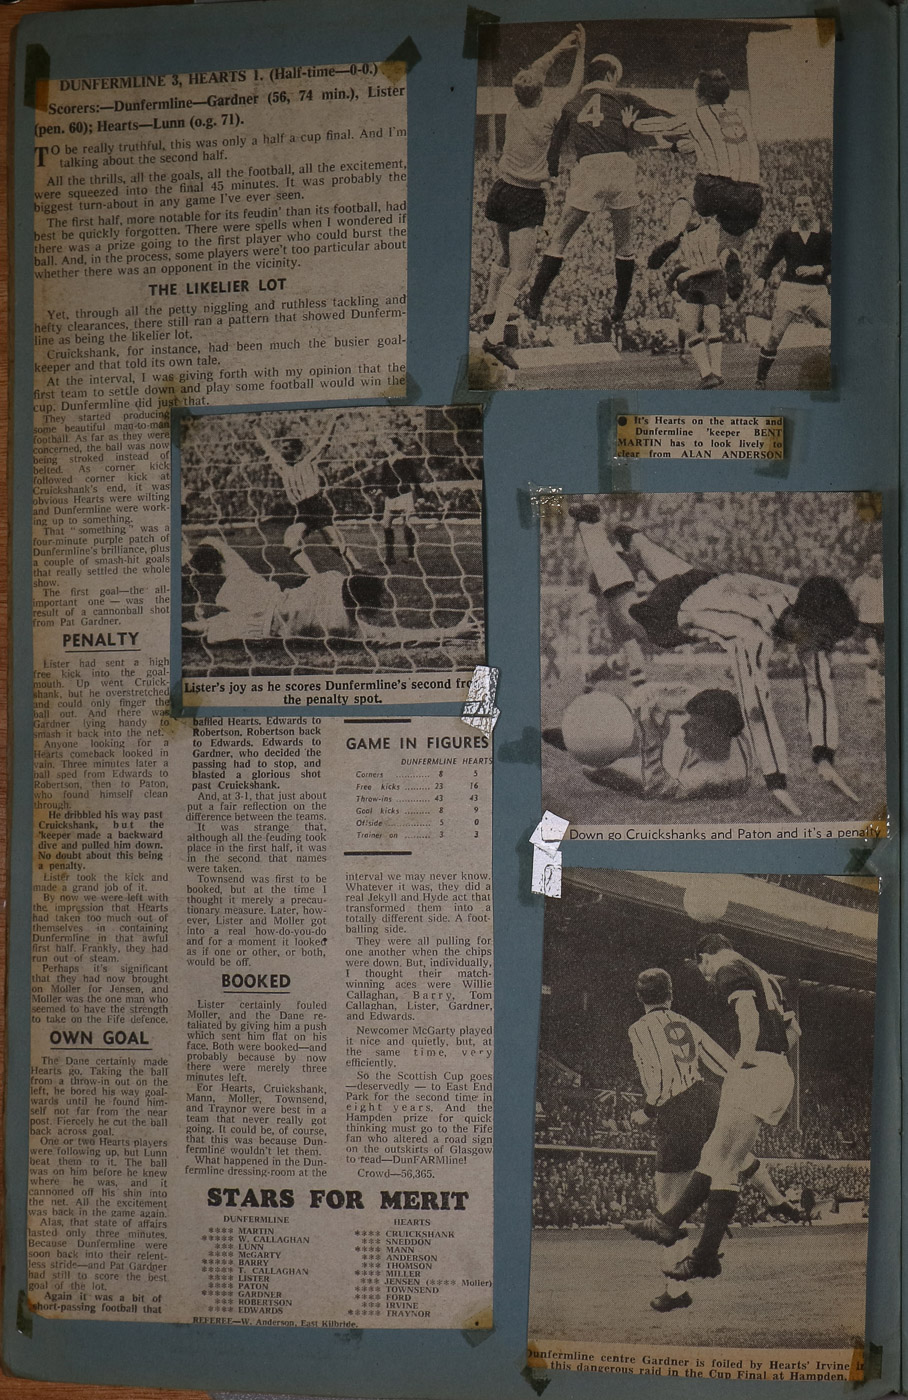 DUNFERMLINE 3, HEARTS 1. (Half-time—0-0.)
Scorers:—Dunfermline—Gardner (56, 74 min.), Lister
(pen. 60); Hearts—Lunn (o.g. 71).
TO be really truthful, this was only a half a cup final. And I'm
talking about the second half.
All the thrills, all the goals, all the football, all the excitement,
were squeezed into the final 45 minutes. It was probably the
biggest turn-about in any game I've ever seen.
The first half, more notable for its feudin' than its football, had
best be quickly forgotten. There were spells when I wondered if
there was a prize going to the first player who could burst the
ball. And, in the process, some players were't too particular about
whether there was an opponent in the vicinity.
THE LIKELIER LOT
Yet, through all the petty niggling and ruthless tackling and
hefty clearances, there still ran a pattern that showed Dunferm-
line as being the likelier lot.
Cruickshank, for instance, had been much the busier goal-
keeper and that told its own tale.
At the interval, I was giving forth with my opinion that the
first team to settle down and play some football would win the
cup. Dunfermline did just that.
They started producing
some beautiful man-to-man
football. As far as they were
concerned, the ball was now
being stroked instead of
belted. As corner kick
followed corner kick at
Cruickshank's end, it was
obvious Hearts were wilting
and Dunfermline were work-
ing up to something.
That "something" was a
four-minute purple patch of
Dunfermline's brilliance, plus
a couple of smash-hit goals
that really settled the whole
show.
The first goal—the all-
important one—was the
result of a cannonball shot
from Pat Gardner.
PENALTY
Lister had sent a high
free kick into the goal-
mouth. Up went Cruick-
shank, but he overstretched
and could only finger the
ball out. And there was
Gardner lying handy to
smash it back into the net.
Anyone looking for a
Hearts comeback looked in
vain. Three minutes later a
ball sped from Edwards to
Robertson, then to Paton,
who found himself clean
through.
He dribbled his way past
Cruickshank, but the
'keeper made a backward
dive and pulled him down.
No doubt about this being
a penalty.
Lister took the kick and
made a grand job of it.
By now we were left with
the impression that Hearts
had taken too much out of
themselves in containing
Dunfermline in that awful
first half. Frankly, they had
run out of steam.
Perhaps it's significant
that they had now brought
on Moller for Jensen, and
Moller was the one man who
seemed to have the strength
to take on the Fife defence.
OWN GOAL
The Dane certainly made
Hearts go. Taking the ball
from a throw-in out on the
left, he bored his way goal-
wards until he found him-
self not far from the near
post. Fiercely he cut the ball
back across goal.
One or two Hearts players
were following up, but Lunn
beat them to it. The ball
was on him before he knew
where he was, and it
cannoned off his shin into
the net. All the excitement
was back in the game again.
Alas, that state of affairs
lasted only three minutes.
Because Dunfermline were
soon back into their relent-
less stride—and Pat Gardner
had still to score the best
goal of the lot.
Again it was a bit of
short-passing football that
Lister's joy as he scores Dunfermline's second from
the penalty spot.
baffled Hearts. Edwards to
Robertson. Robertson back
to Edwards. Edwards to
Gardner, who decided the
passing had to stop, and
blasted a glorious shot
past Cruickshank.
And, at 3-1, that just about
put a fair reflection on the
difference between the teams.
It was strange that,
although all the feuding took
place in the first half, it was
in the second that names
were taken.
Townsend was first to be
booked, but at the time I
thought it merely a precau-
tionary measure. Later, how-
ever, Lister and Moller got
into a real how-do-you-do
and for a moment it looked
as if one or other, or both,
would be off.
BOOKED
Lister certainly fouled
Moller, and the Dane re-
taliated by giving him a push
which sent him flat on his
face. Both were booked—and
probably because by now
there were merely three
minutes left.
For Hearts, Cruickshank,
Mann, Moller, Townsend,
and Traynor were best in a
team that never really got
going. It could be, of course,
that this was because Dun-
fermline wouldn't let them.
What happened in the Dun-
fermline dressing-room at the
GAME IN FIGURES
DUNFERMLINE HEARTS
Corners .......... 8 5
Free kicks .......... 23 16
Throw-ins .......... 43 43
Goal kicks .......... 8 9
Offside .......... 5 0
Trainer on .......... 3 3
interval we may never know.
Whatever it was, they did a
real Jekyll and Hyde act that
transformed them into a
totally different side. A foot-
balling side.
They were all pulling for
one another when the chips
were down. But, individually,
I thought their match-
winning aces were Willie
Callaghan, Barry, Tom
Callaghan, Lister, Gardner,
and Edwards.
Newcomer McGarty played
it nice and quietly, but, at
the same time, very
efficiently.
So the Scottish Cup goes
—deservedly — to East End
Park for the second time in
eight years. And the
Hampden prize for quick
thinking must go to the Fife
fan who altered a road sign
on the outskirts of Glasgow
to read—DunFARMline!
Crowd—56,365.
STARS FOR MERIT
DUNFERMLINE
*** MARTIN
**** W. CALLAGHAN
*** LUNN
*** McGARTY
**** BARRY
**** T. CALLAGHAN
**** LISTER
*** PATON
**** GARDNER
*** ROBERTSON
**** EDWARDS
HEARTS
**** CRUICKSHANK
*** SNEDDON
**** MANN
*** ANDERSON
*** THOMSON
*** MILLER
** JENSEN (**** Moller)
**** TOWNSEND
*** FORD
*** IRVINE
**** TRAYNOR
REFEREE—W. Anderson, East Kilbride.
4
It's Hearts on the attack and
Dunfermline 'keeper BENT
MARTIN has to look lively to
clear from ALAN ANDERSON
Down go Cruickshanks and Paton and it's a penalty
9
Dunfermline centre Gardner is foiled by Hearts' Irvine in
this dangerous raid in the Cup Final at Hampden.